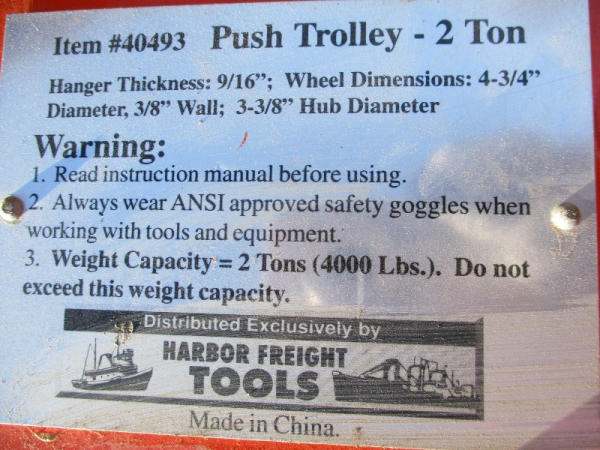 Item #40493 Push Trolley - 2 Ton
Hanger Thickness: 9/16”; Wheel Dimensions: 4-3/4”
Diameter, 3/8” Wall; 3-3/8” Hub Diameter
Warning:
1. Read instruction manual before using.
2. Always wear ANSI approved safety goggles when
working with tools and equipment.
3. Weight Capacity = 2 Tons (4000 Lbs.). Do not
exceed this weight capacity.
Distributed Exclusively by
HARBOR FREIGHT
TOOLS
Made in China.